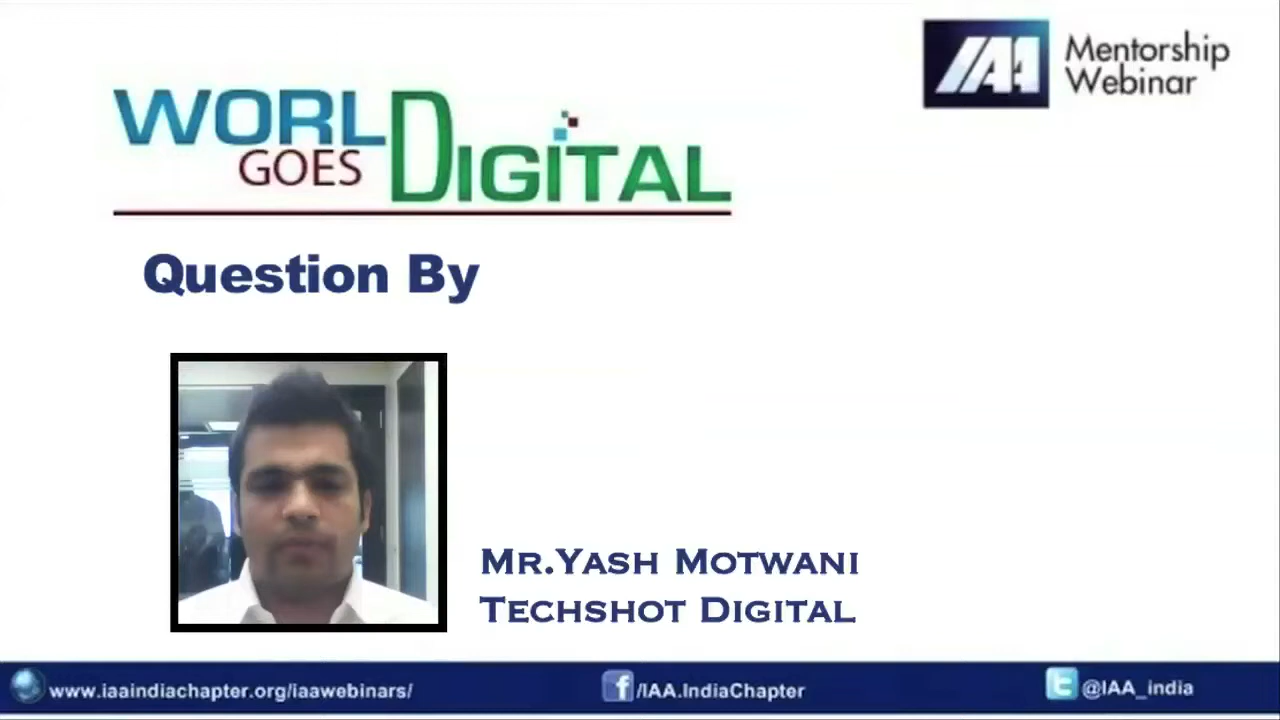 IAA Mentorship
Webinar
WORLD
GOES DIGITAL
Question By
Mr.Yash Motwani
Techshot Digital
www.iaaindiachapter.org/iaawebinars/
f /IAA.IndiaChapter
t @IAA_india